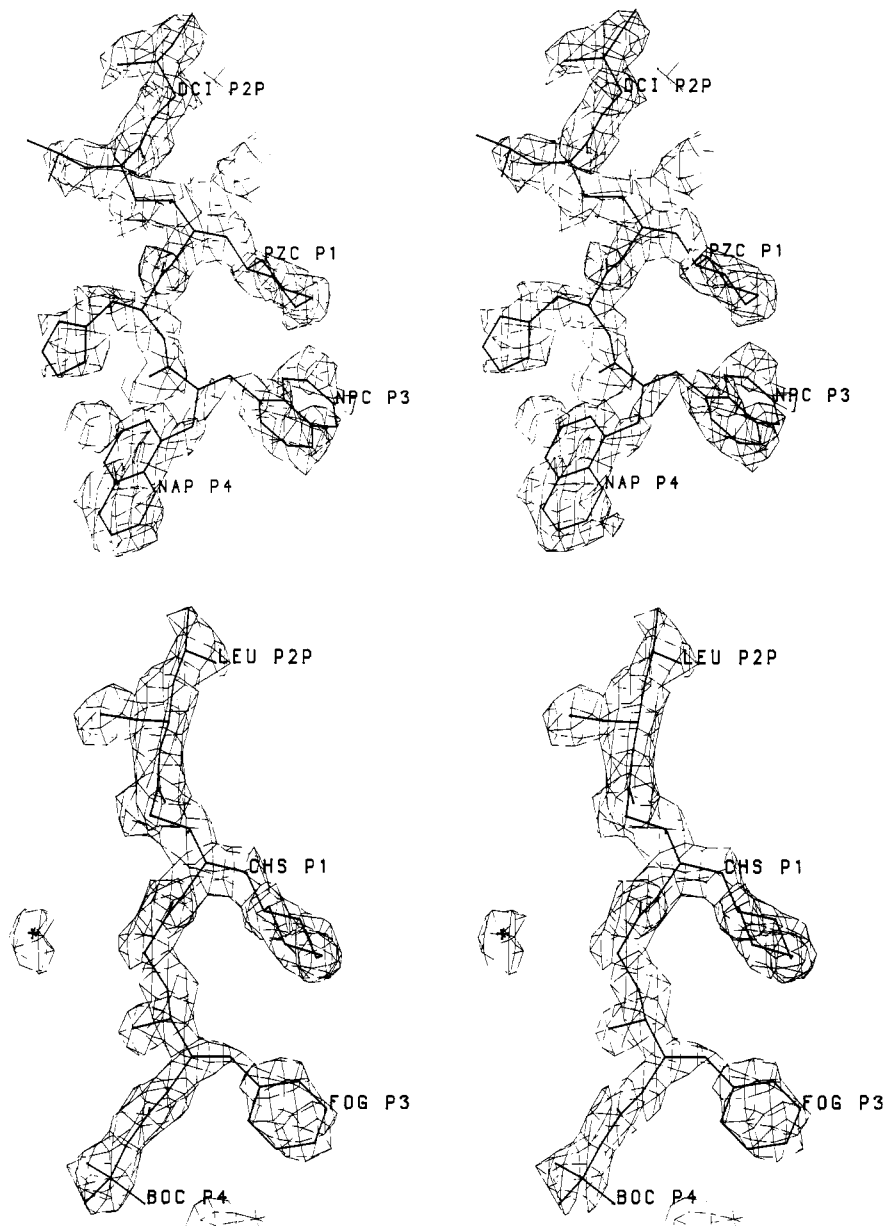 DCI P2P
DCI P2P
PZC P1
PZC P1
NPC P3
NPC P3
NAP P4
NAP P4
LEU P2P
LEU P2P
CHS P1
CHS P1
FOG P3
FOG P3
BOC P4
BOC P4